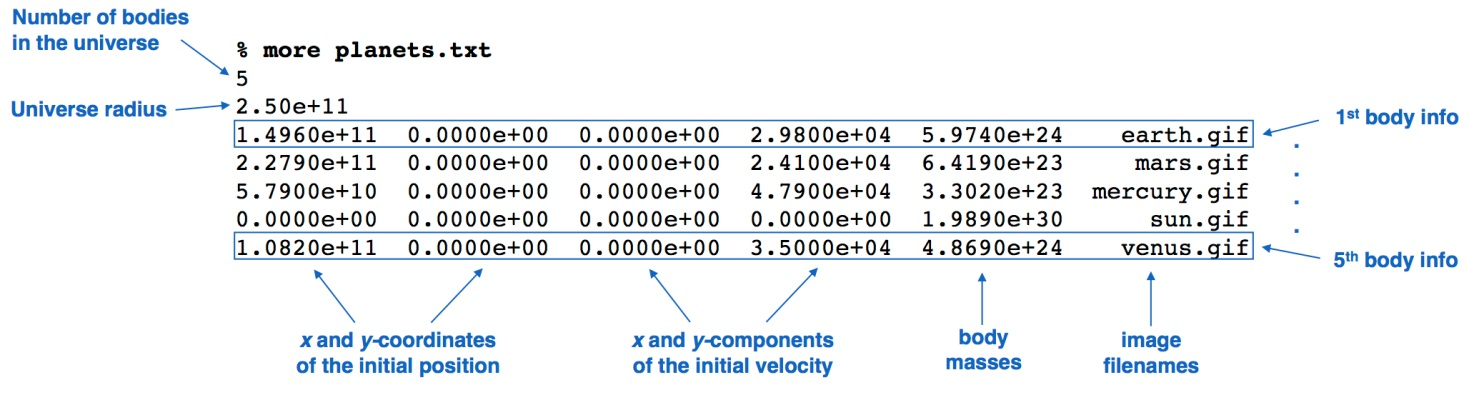 Number of bodies
in the universe
% more planets.txt
5
Universe radius
2.50e+11
1.4960e+11 0.0000e+00 0.0000e+00 2.9800e+04 5.9740e+24 earth.gif
1st body info
2.2790e+11 0.0000e+00 0.0000e+00 2.4100e+04 6.4190e+23 mars.gif
5.7900e+10 0.0000e+00 0.0000e+00 4.7900e+04 3.3020e+23 mercury.gif
0.0000e+00 0.0000e+00 0.0000e+00 0.0000e+00 1.9890e+30 sun.gif
1.0820e+11 0.0000e+00 0.0000e+00 3.5000e+04 4.8690e+24 venus.gif
5th body info
x and y-coordinates
of the initial position
x and y-components
of the initial velocity
body
masses
image
filenames